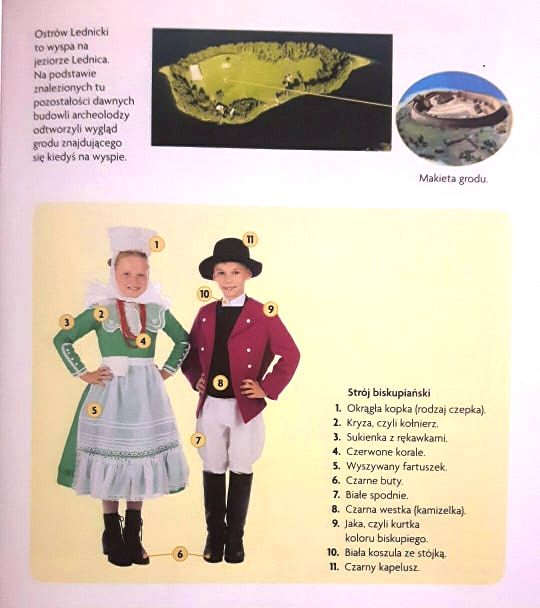 Ostrów Lednicki
to wyspa na
jeziorze Lednica.
Na podstawie
znalezionych tu
pozostałości dawnych
budowli archeolodzy
odtworzyli wygląd
grodu znajdującego
się kiedyś na wyspie.
Makieta grodu.
1
11
10
2
9
3
4
8
5
7
6
Strój biskupiański
1. Okrągła kopka (rodzaj czepka).
2. Kryza, czyli kołnierz.
3. Sukienka z rękawkami.
4. Czerwone korale.
5. Wyszywany fartuszek.
6. Czarne buty.
7. Białe spodnie.
8. Czarna westka (kamizelka).
9. Jaka, czyli kurtka
koloru biskupiego.
10. Biała koszula ze stójką.
11. Czarny kapelusz.